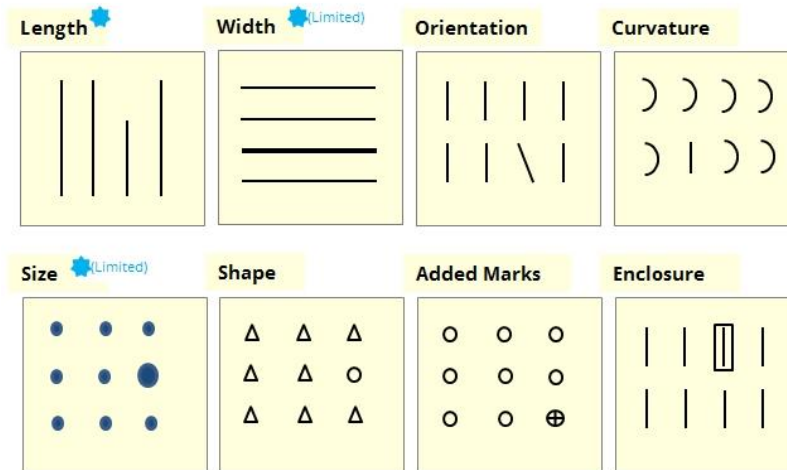 Length
Width (Limited)
Orientation
Curvature
Size (Limited)
Shape
Added Marks
Enclosure